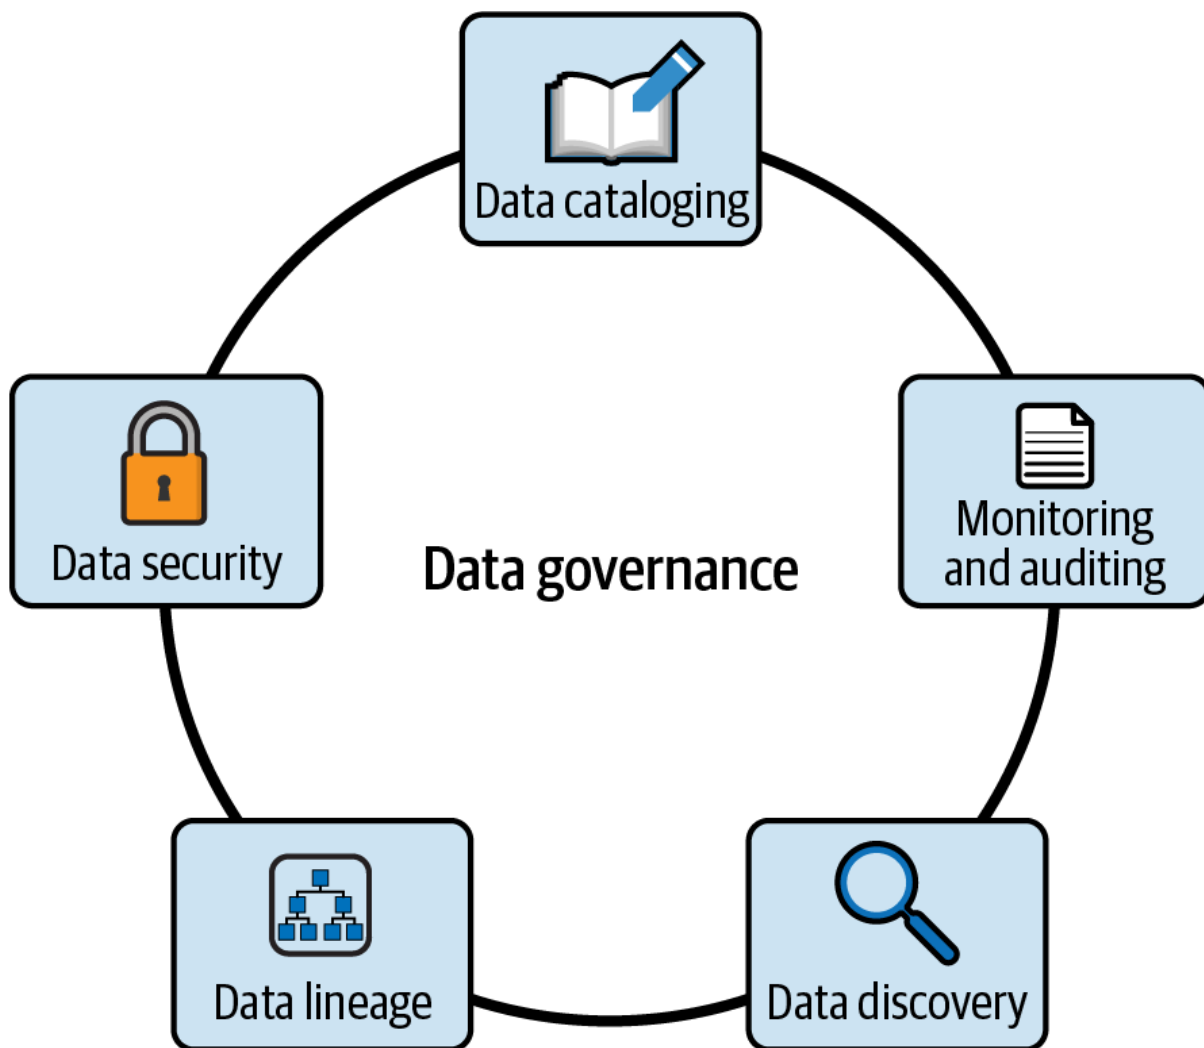 Data cataloging
Data security
Monitoring
and auditing
Data governance
Data lineage
Data discovery